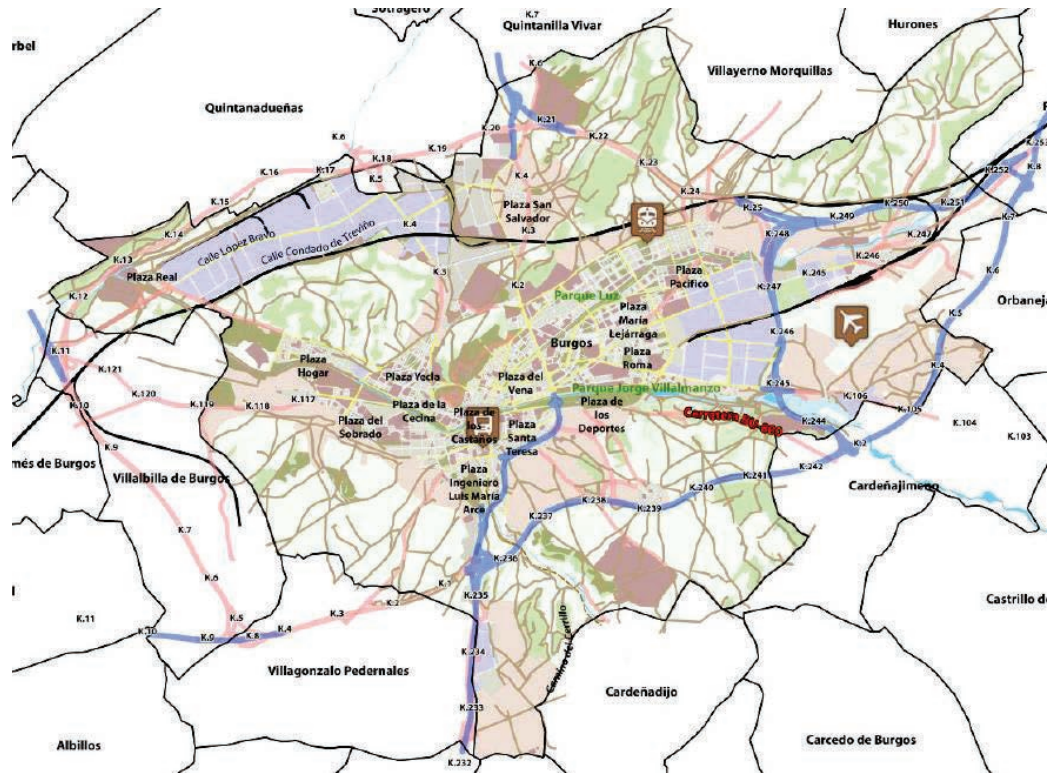 Sotragero
K.7
Quintanilla Vivar
Hurones
rbel
K.6
Villayerno Morquillas
Quintanadueñas
K.21
K.20
K.22
K.6
K.19
K.18
K.23
K.17
K.16
K.5
K.4
K.24
K.253
K.252
K.8
K.15
Plaza San
Salvador
K.25
K.250
K.251
K.14
K.4
K.3
K.249
K.7
Calle López Bravo
Calle Condado de Treviño
K.248
K.247
K.13
Plaza Real
K.3
Plaza
Pacífico
K.246
K.245
K.6
K.12
K.2
Parque Luz
K.247
Orbaneja
Plaza
María
Lejárraga
K.5
K.11
Burgos
K.246
K.121
Plaza
Hogar
Plaza
Roma
K.4
Plaza Yecla
Plaza del
Vena
Parque Jorge Villalmanzo
K.245
K.10
K.120
K.119
K.118
K.117
Plaza de la
Cecina
Plaza de
los
Castaños
Plaza de
los
Deportes
K.106
K.105
Plaza del
Sobrado
Plaza
Santa
Teresa
K.244
K.104
K.103
K.9
K.2
més de Burgos
Villalbilla de Burgos
Plaza
Ingeniero
Luis María
Arce
K.242
K.241
K.240
Cardeñajimeno
K.238
K.239
K.237
K.7
K.236
K.6
K.1
K.235
K.2
Castrillo de
K.11
K.5
K.3
K.10
K.9
K.8
K.4
Camino del Carrillo
K.234
Villagonzalo Pedernales
Cardeñadijo
K.233
Albillos
Carcedo de Burgos
K.232